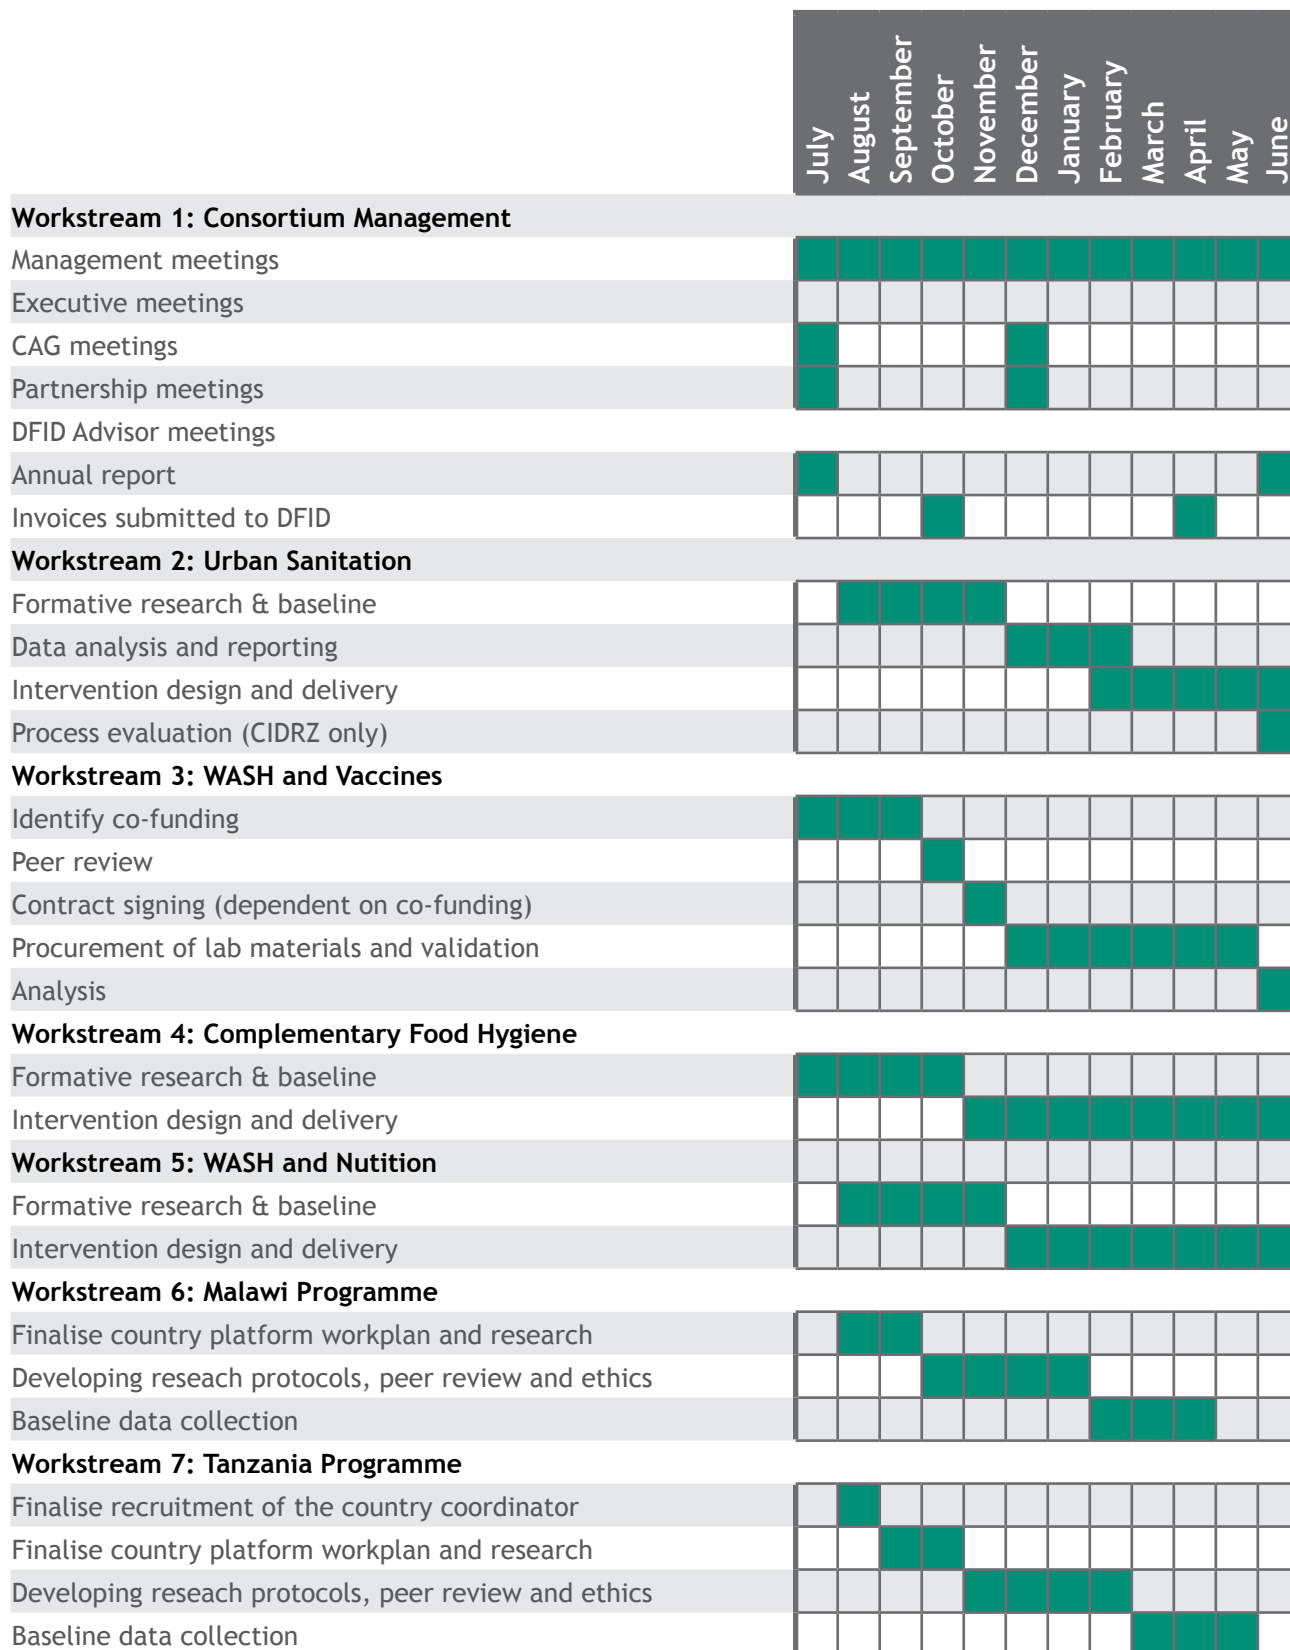 July
August
September
October
November
December
January
February
March
April
May
June
Workstream 1: Consortium Management
Management meetings
Executive meetings
CAG meetings
Partnership meetings
DFID Advisor meetings
Annual report
Invoices submitted to DFID
Workstream 2: Urban Sanitation
Formative research & baseline
Data analysis and reporting
Intervention design and delivery
Process evaluation (CIDRZ only)
Workstream 3: WASH and Vaccines
Identify co-funding
Peer review
Contract signing (dependent on co-funding)
Procurement of lab materials and validation
Analysis
Workstream 4: Complementary Food Hygiene
Formative research & baseline
Intervention design and delivery
Workstream 5: WASH and Nutition
Formative research & baseline
Intervention design and delivery
Workstream 6: Malawi Programme
Finalise country platform workplan and research
Developing reseach protocols, peer review and ethics
Baseline data collection
Workstream 7: Tanzania Programme
Finalise recruitment of the country coordinator
Finalise country platform workplan and research
Developing reseach protocols, peer review and ethics
Baseline data collection